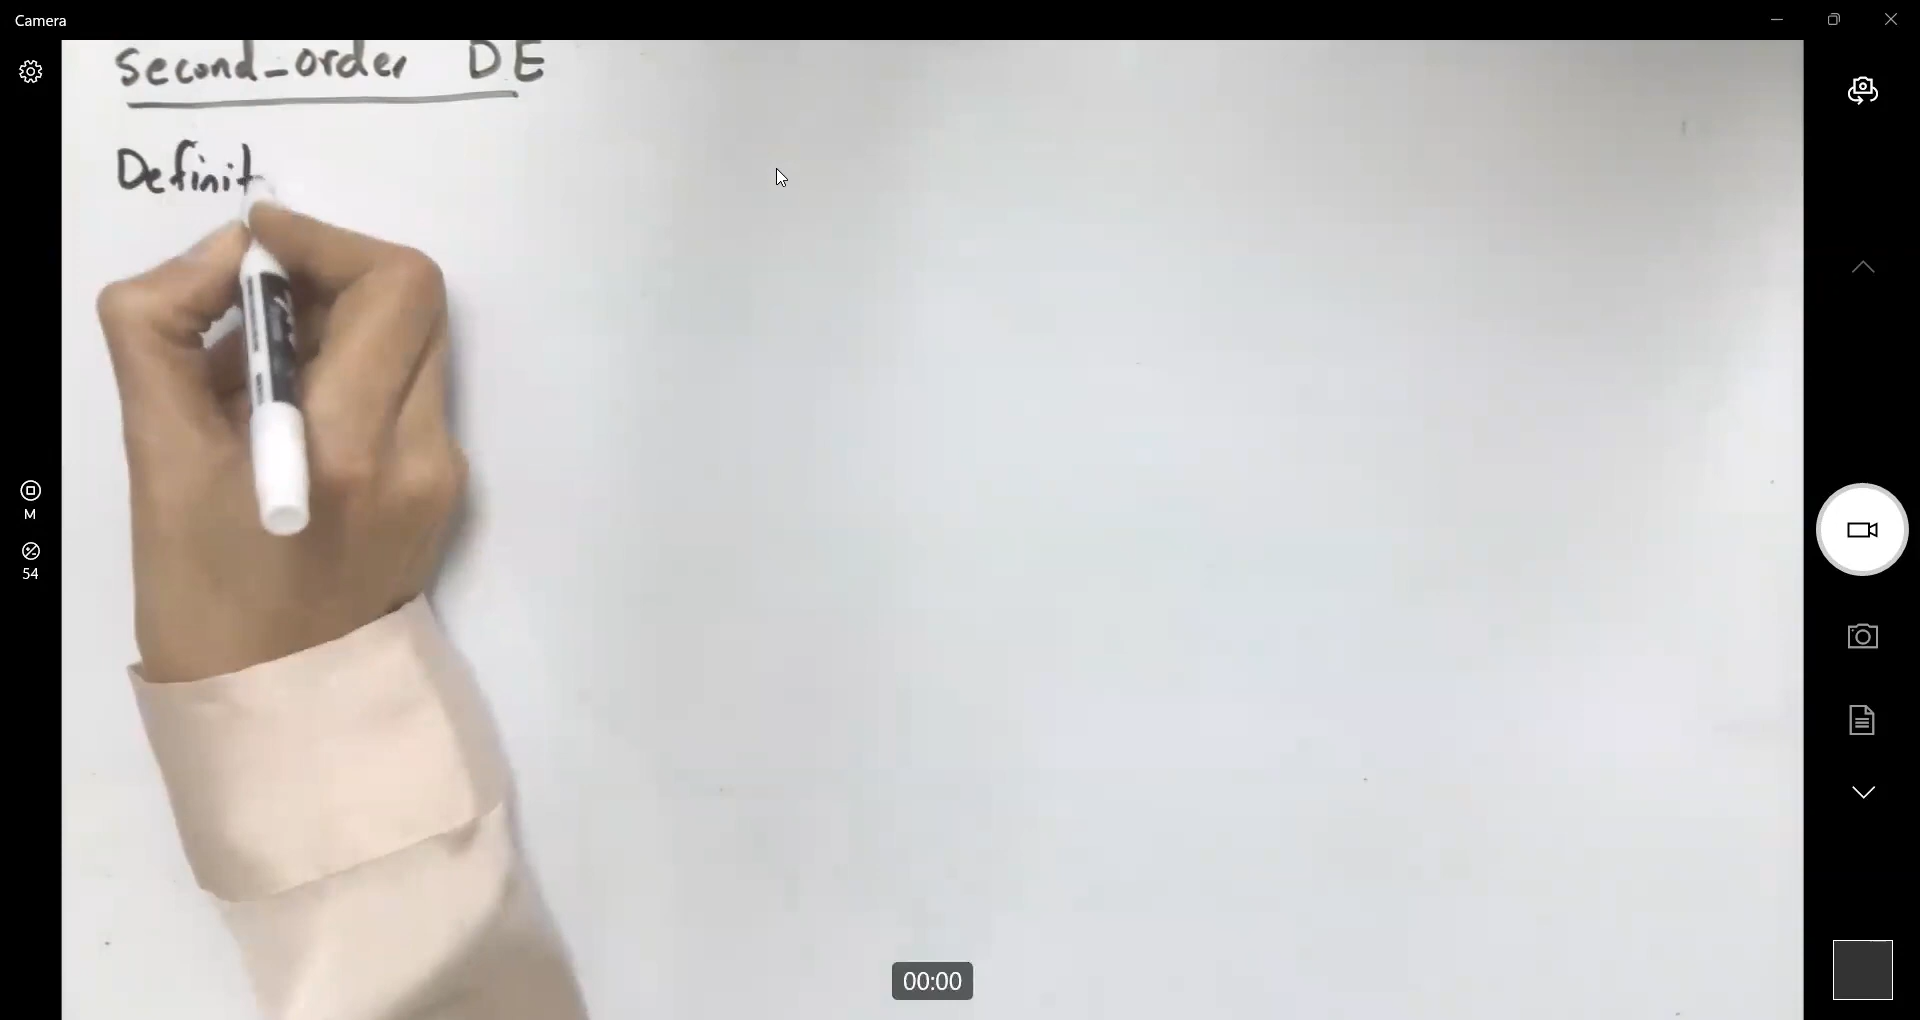 Camera
second_order DE
Definit
M
54
00:00